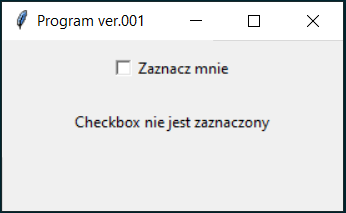 Program ver.001
Zaznacz mnie
Checkbox nie jest zaznaczony